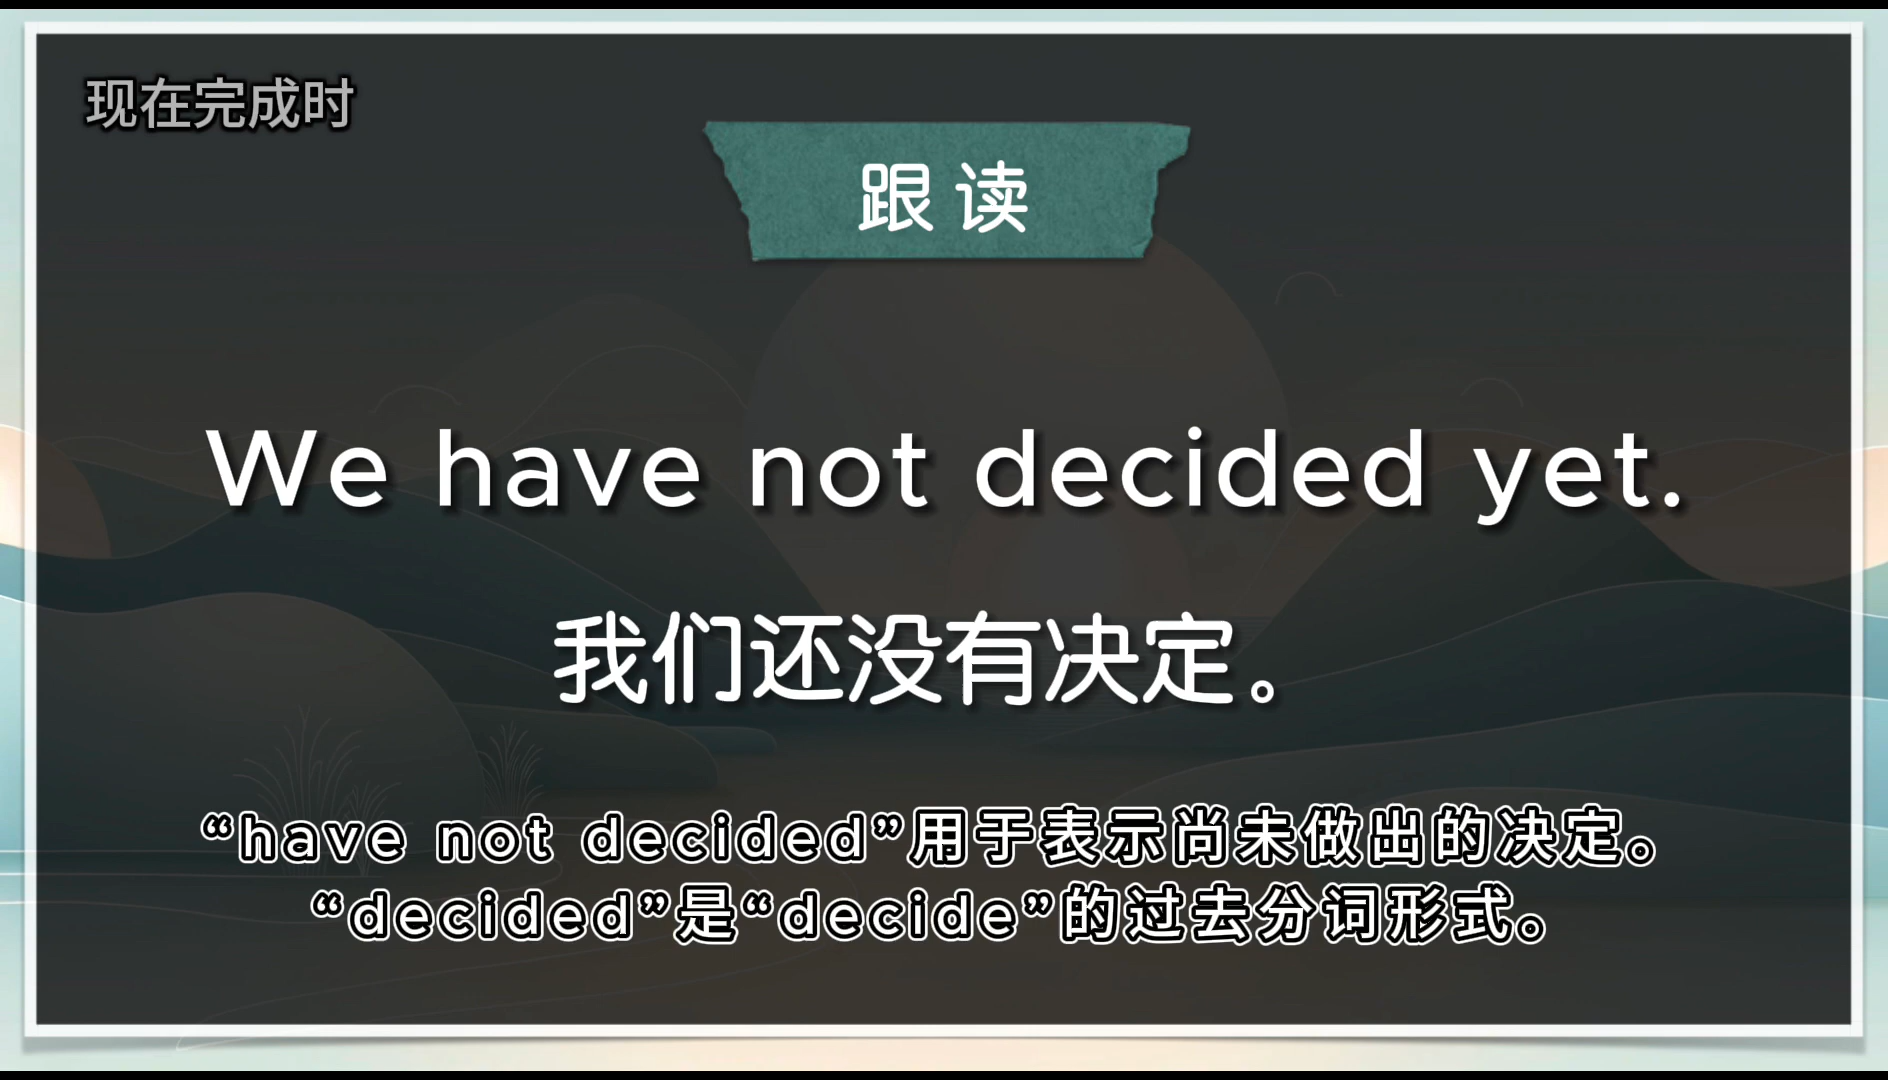 现在完成时
跟读
We have not decided yet.
我们还没有决定。
“have not decided”用于表示尚未做出的决定。
“decided”是“decide”的过去分词形式。